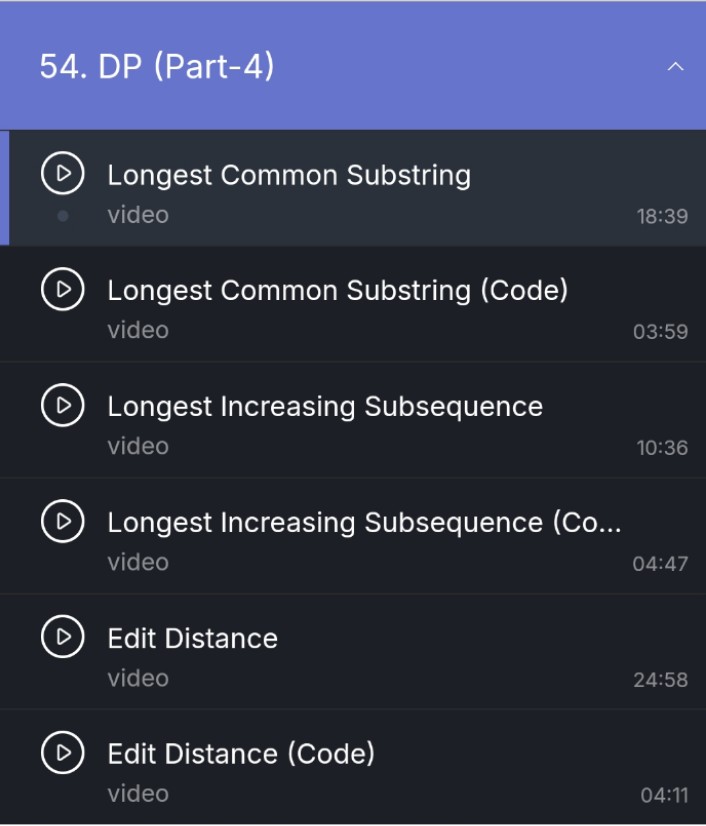 54. DP (Part-4)
Longest Common Substring
video
18:39
Longest Common Substring (Code)
video
03:59
Longest Increasing Subsequence
video
10:36
Longest Increasing Subsequence (Co...
video
04:47
Edit Distance
video
24:58
Edit Distance (Code)
video
04:11